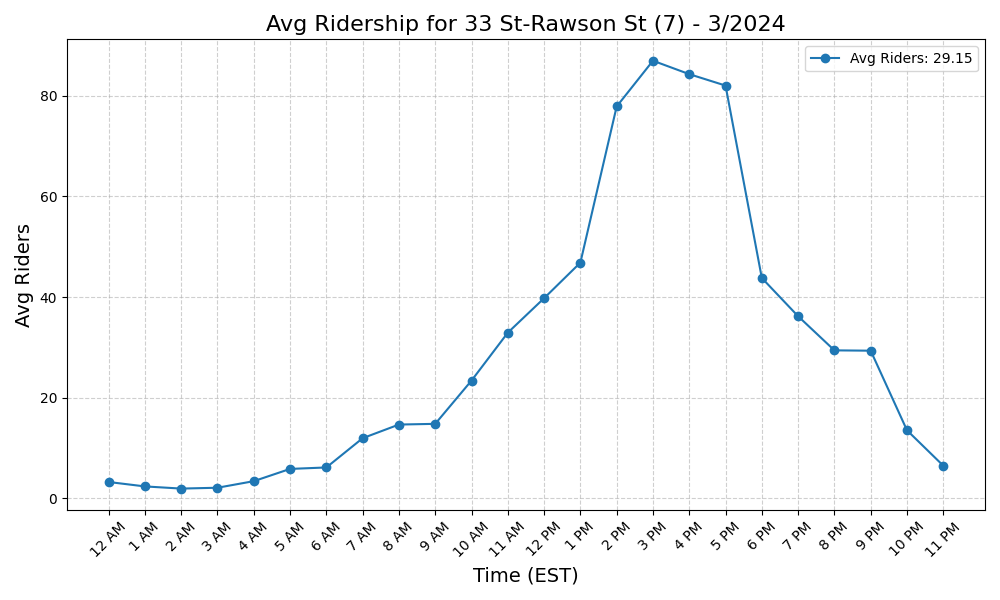 Avg Ridership for 33 St-Rawson St (7) - 3/2024
Avg Riders: 29.15
Avg Riders
80
60
40
20
0
12 AM
1 AM
2 AM
3 AM
4 AM
5 AM
6 AM
7 AM
8 AM
9 AM
10 AM
11 AM
12 PM
1 PM
2 PM
3 PM
4 PM
5 PM
6 PM
7 PM
8 PM
9 PM
10 PM
11 PM
Time (EST)